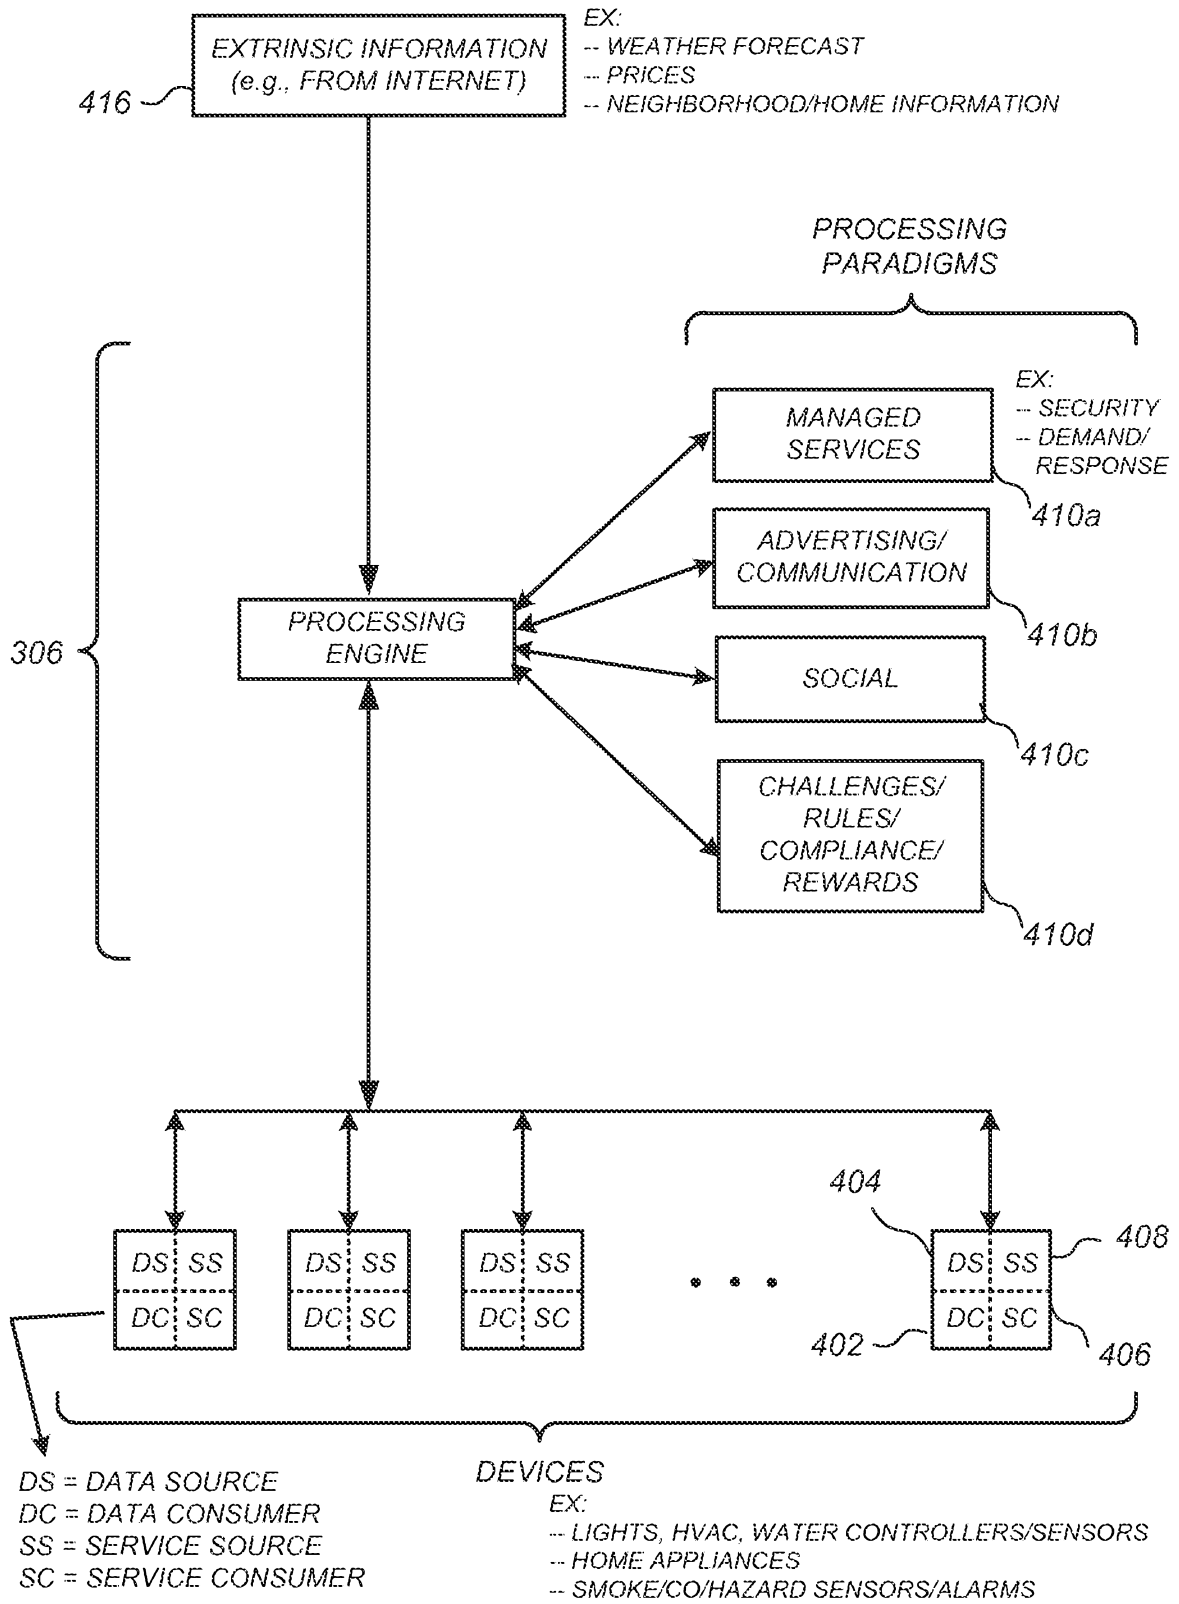 EXTRINSIC INFORMATION
(e.g., FROM INTERNET)
416
EX:
-- WEATHER FORECAST
-- PRICES
-- NEIGHBORHOOD/HOME INFORMATION
PROCESSING
PARADIGMS
306
PROCESSING
ENGINE
MANAGED
SERVICES
EX:
-- SECURITY
-- DEMAND/
RESPONSE
410a
ADVERTISING/
COMMUNICATION
410b
SOCIAL
410c
CHALLENGES/
RULES/
COMPLIANCE/
REWARDS
410d
DS SS
DC SC
DS SS
DC SC
DS SS
DC SC
• • •
404
408
DS SS
DC SC
402
406
DS = DATA SOURCE
DC = DATA CONSUMER
SS = SERVICE SOURCE
SC = SERVICE CONSUMER
DEVICES
EX:
-- LIGHTS, HVAC, WATER CONTROLLERS/SENSORS
-- HOME APPLIANCES
-- SMOKE/CO/HAZARD SENSORS/ALARMS